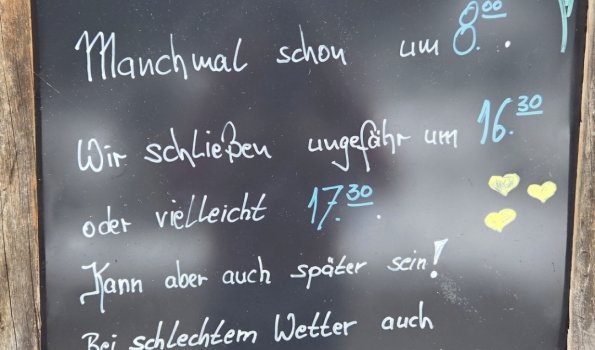 Manchmal schon um 8.00.
Wir schließen ungefähr um 16.30
oder vielleicht 17.30.
Kann aber auch später sein!
Bei schlechtem Wetter auch